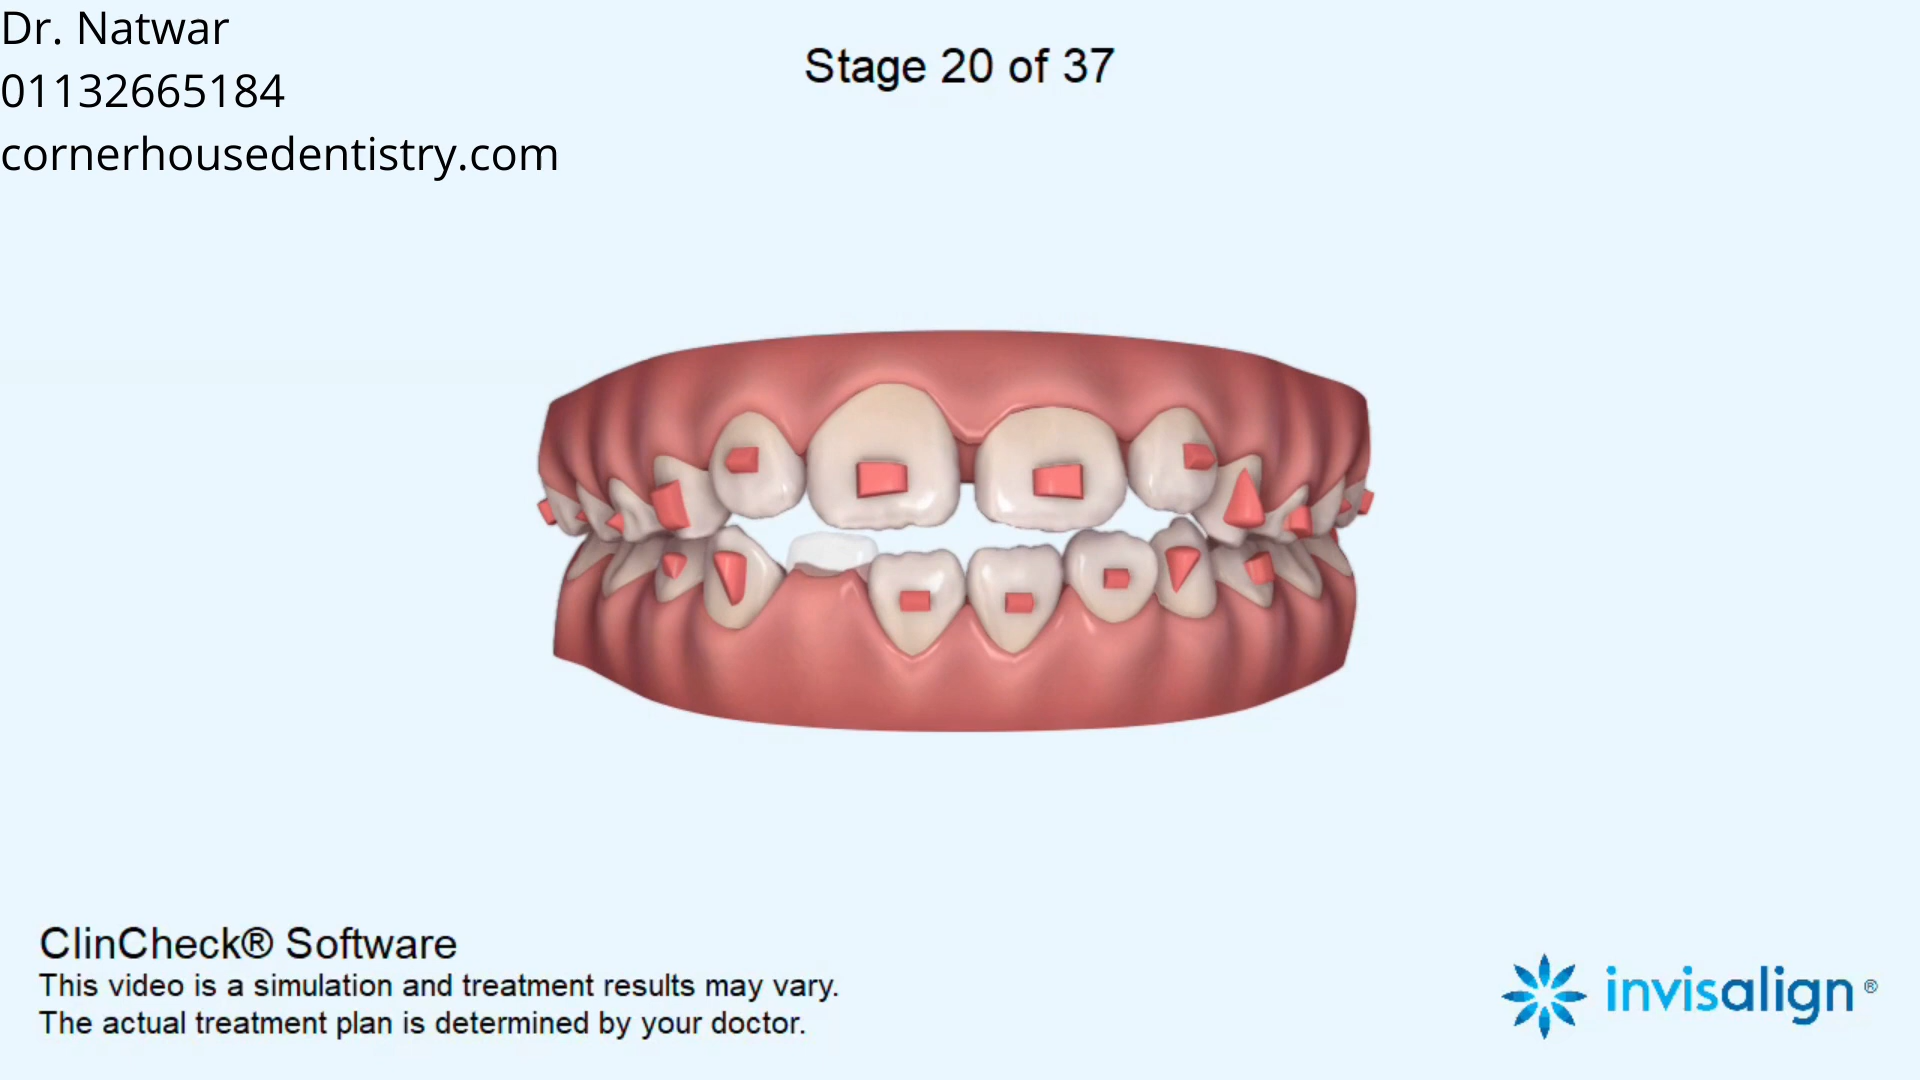 Dr. Natwar
01132665184
cornerhousedentistry.com
Stage 20 of 37
ClinCheck® Software
This video is a simulation and treatment results may vary.
The actual treatment plan is determined by your doctor.
invisalign®